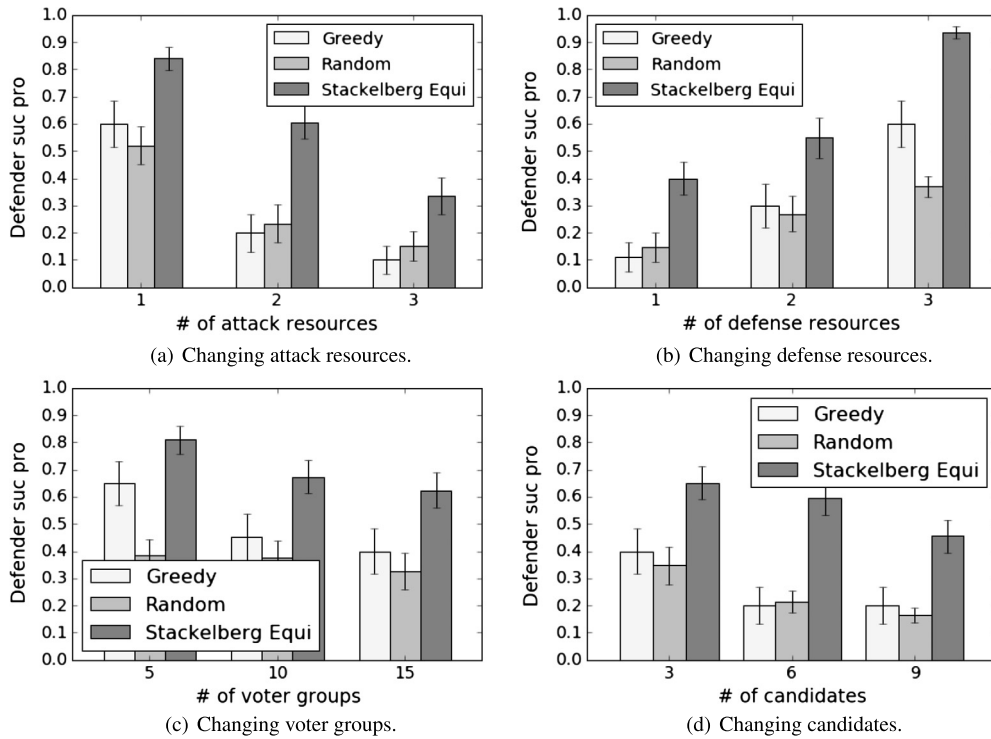 1.0
0.9
0.8
0.7
0.6
0.5
0.4
0.3
0.2
0.1
0.0
Defender suc pro
Greedy
Random
Stackelberg Equi
1 2 3
# of attack resources
(a) Changing attack resources.
1.0
0.9
0.8
0.7
0.6
0.5
0.4
0.3
0.2
0.1
0.0
Defender suc pro
Greedy
Random
Stackelberg Equi
1 2 3
# of defense resources
(b) Changing defense resources.
1.0
0.9
0.8
0.7
0.6
0.5
0.4
0.3
0.2
0.1
0.0
Defender suc pro
Greedy
Random
Stackelberg Equi
5 10 15
# of voter groups
(c) Changing voter groups.
1.0
0.9
0.8
0.7
0.6
0.5
0.4
0.3
0.2
0.1
0.0
Defender suc pro
Greedy
Random
Stackelberg Equi
3 6 9
# of candidates
(d) Changing candidates.